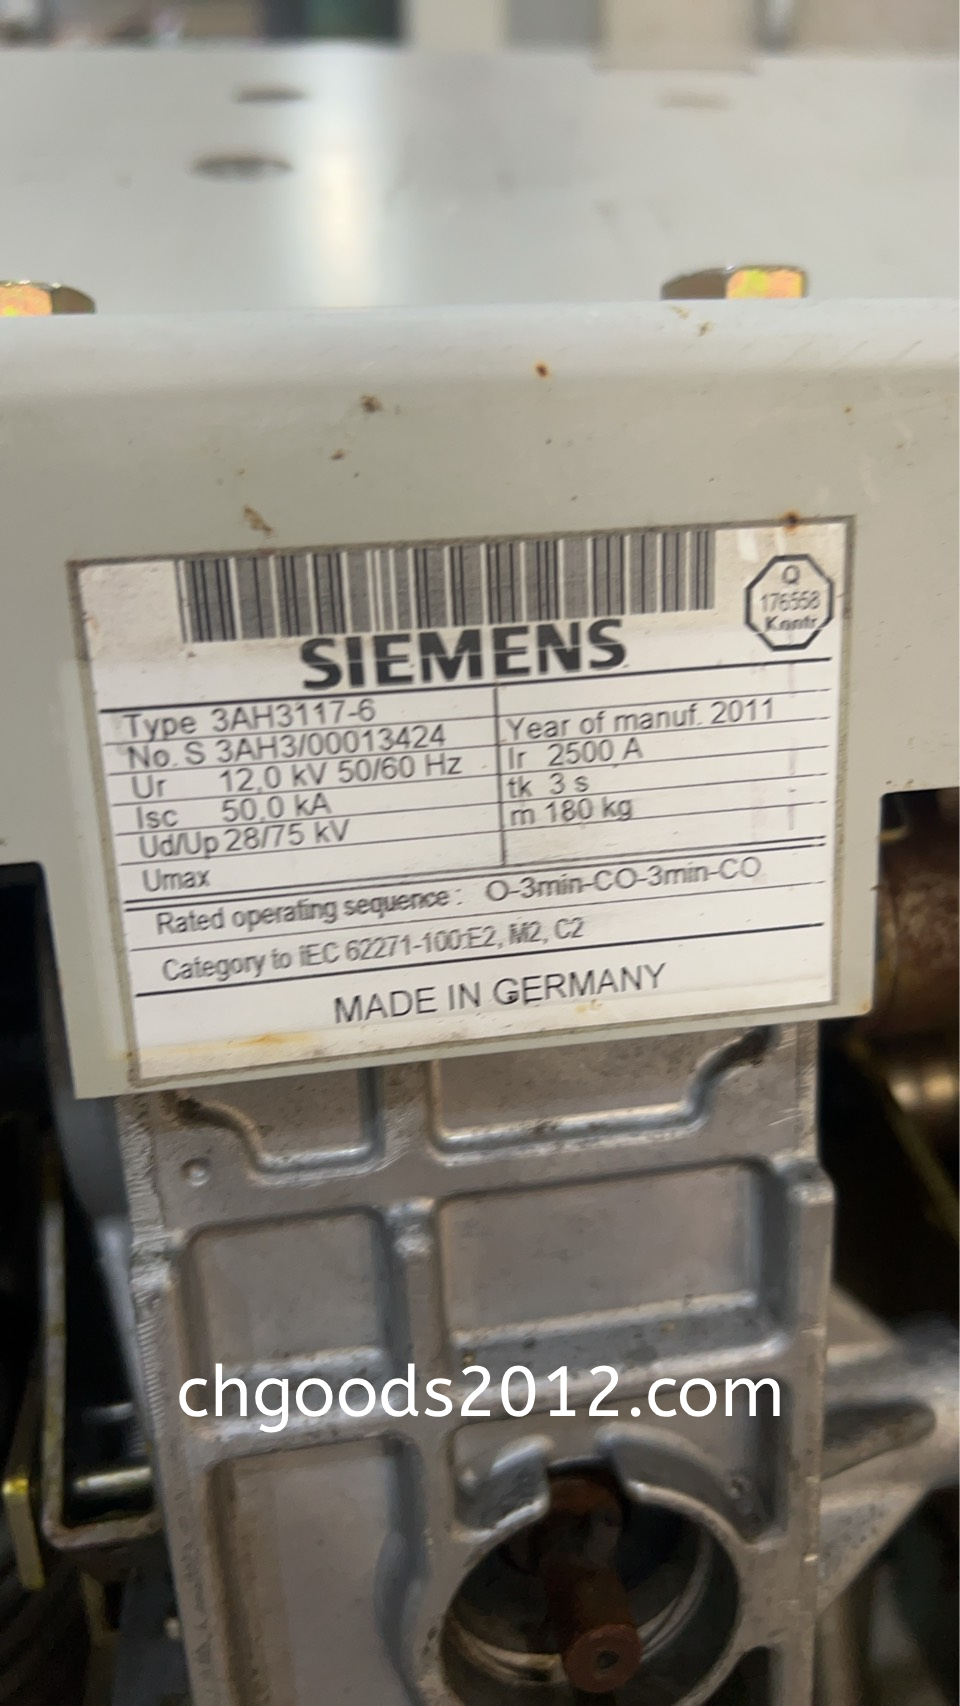 SIEMENS
Q
176558
Knntr.
Type 3AH3117-6
No. S 3AH3/00013424
Year of manuf. 2011
Ur 12,0 kV 50/60 Hz
Ir 2500 A
Isc 50,0 kA
tk 3 s
Ud/Up 28/75 kV
m 180 kg
Umax
Rated operating sequence : O-3min-CO-3min-CO
Category to IEC 62271-100:E2, M2, C2
MADE IN GERMANY
chgoods2012.com